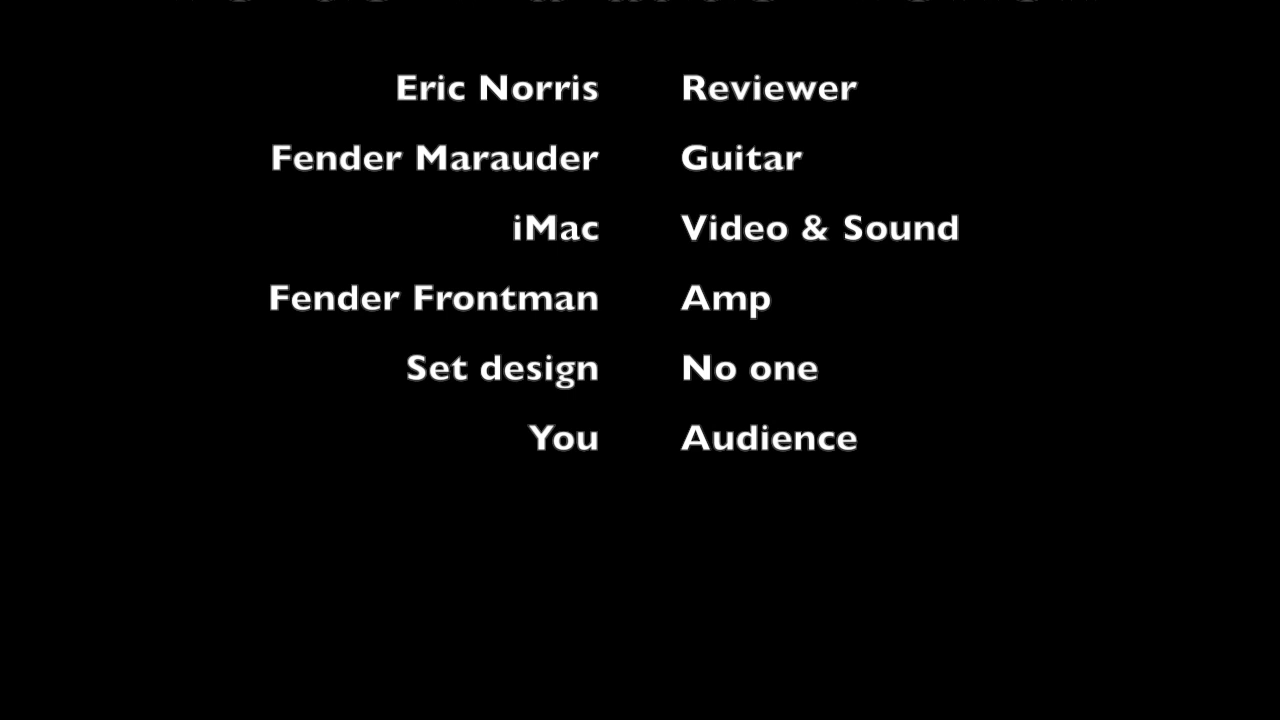 Eric Norris Reviewer
Fender Marauder Guitar
iMac Video & Sound
Fender Frontman Amp
Set design No one
You Audience